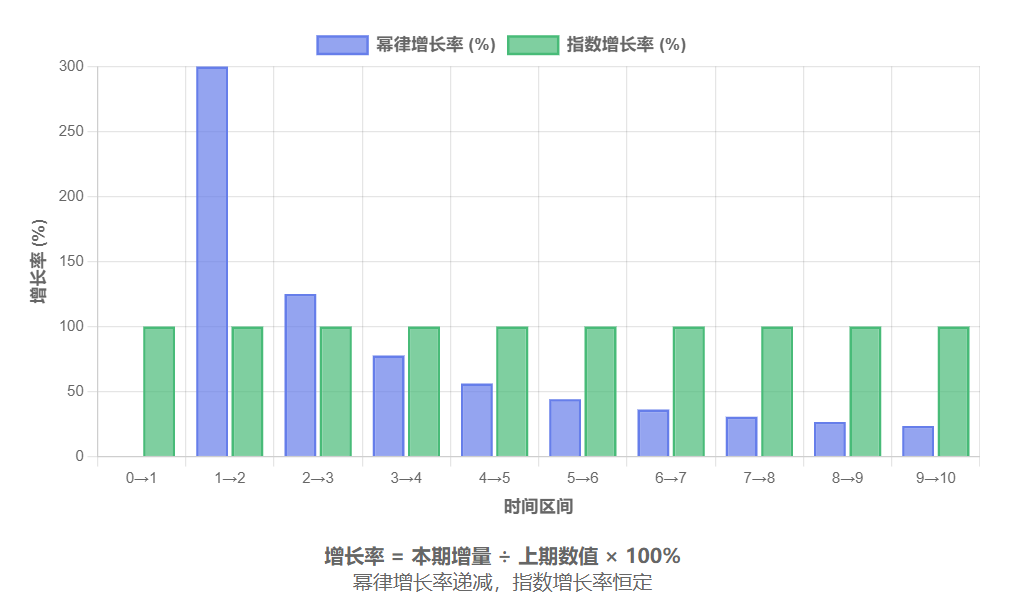 幂律增长率 (%) 指数增长率 (%)
300
250
200
150
100
50
0
增长率 (%)
0→1 1→2 2→3 3→4 4→5 5→6 6→7 7→8 8→9 9→10
时间区间
增长率 = 本期增量 ÷ 上期数值 × 100%
幂律增长率递减，指数增长率恒定